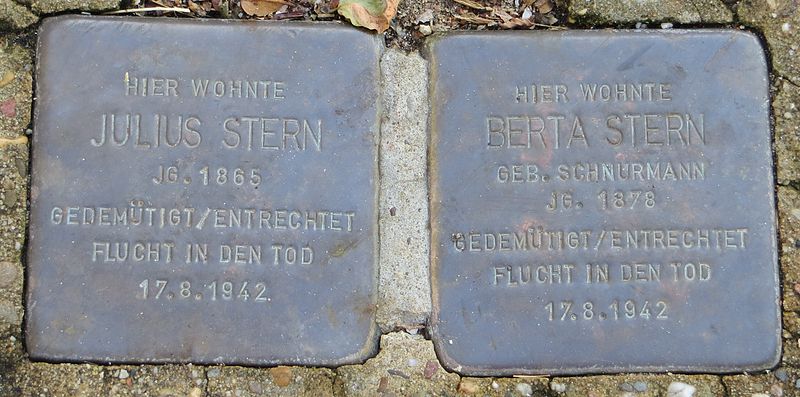 HIER WOHNTE
JULIUS STERN
JG. 1865
GEDEMÜTIGT/ENTRECHTET
FLUCHT IN DEN TOD
17.8.1942
HIER WOHNTE
BERTA STERN
GEB. SCHNURMANN
JG. 1878
GEDEMÜTIGT/ENTRECHTET
FLUCHT IN DEN TOD
17.8.1942